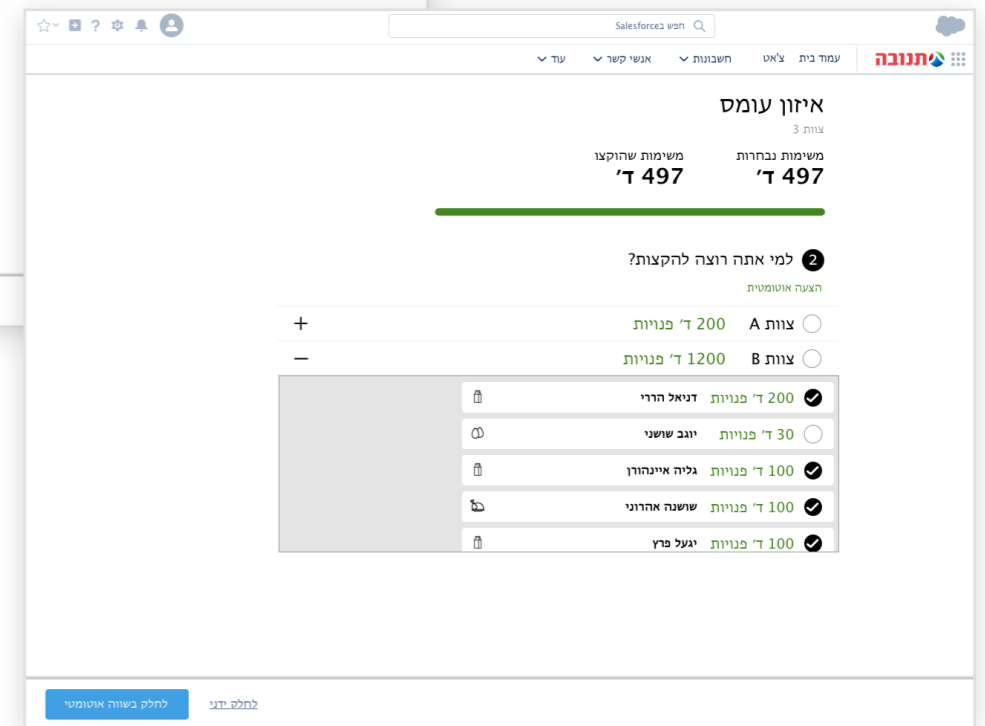 חפש בSalesforce
תנובה
עמוד בית צ'אט חשבונות אנשי קשר עוד
איזון עומס
צוות 3
משימות נבחרות משימות שהוקצו
497 ד׳ 497 ד׳
2 למי אתה רוצה להקצות?
הצעה אוטומטית
צוות A 200 ד׳ פנויות
צוות B 1200 ד׳ פנויות
200 ד׳ פנויות דניאל הררי
30 ד׳ פנויות יוגב שושני
100 ד׳ פנויות גליה איינהורן
100 ד׳ פנויות שושנה אהרוני
100 ד׳ פנויות יגעל פרץ
לחלק ידני לחלק בשווה אוטומטי